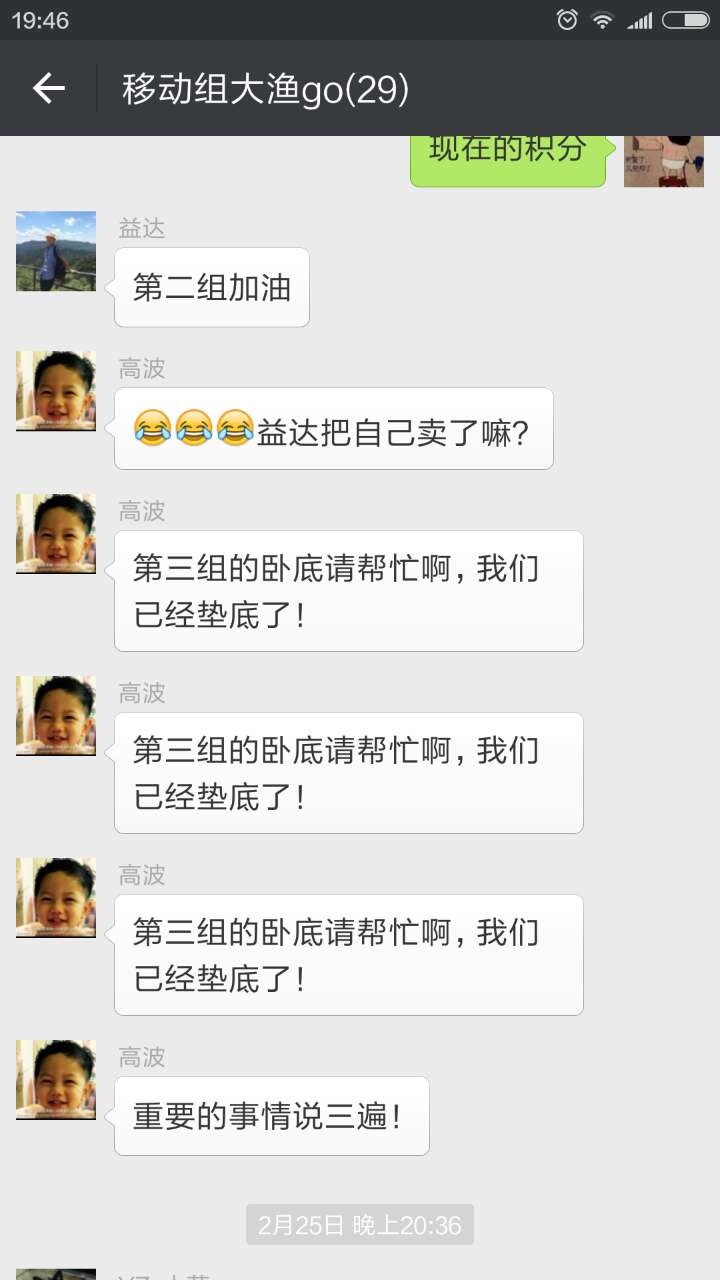 19:46
移动组大渔go(29)
现在的积分
益达
第二组加油
高波
😂😂😂益达把自己卖了嘛?
高波
第三组的卧底请帮忙啊，我们
已经垫底了！
高波
第三组的卧底请帮忙啊，我们
已经垫底了！
高波
第三组的卧底请帮忙啊，我们
已经垫底了！
高波
重要的事情说三遍！
2月25日 晚上20:36